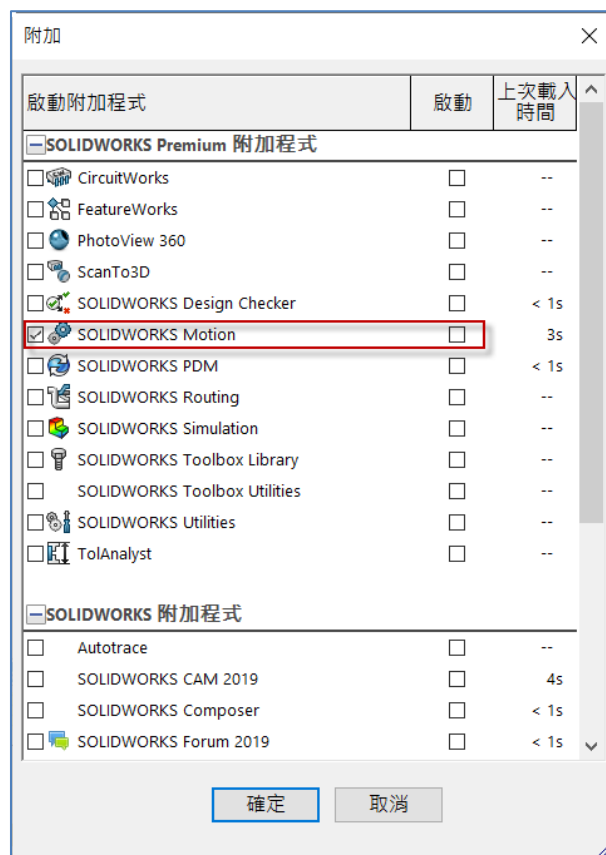 附加
啟動附加程式 啟動 上次載入
時間
SOLIDWORKS Premium 附加程式
CircuitWorks --
FeatureWorks --
PhotoView 360 --
ScanTo3D --
SOLIDWORKS Design Checker < 1s
SOLIDWORKS Motion 3s
SOLIDWORKS PDM < 1s
SOLIDWORKS Routing --
SOLIDWORKS Simulation --
SOLIDWORKS Toolbox Library --
SOLIDWORKS Toolbox Utilities --
SOLIDWORKS Utilities --
TolAnalyst --
SOLIDWORKS 附加程式
Autotrace --
SOLIDWORKS CAM 2019 4s
SOLIDWORKS Composer < 1s
SOLIDWORKS Forum 2019 < 1s
確定 取消